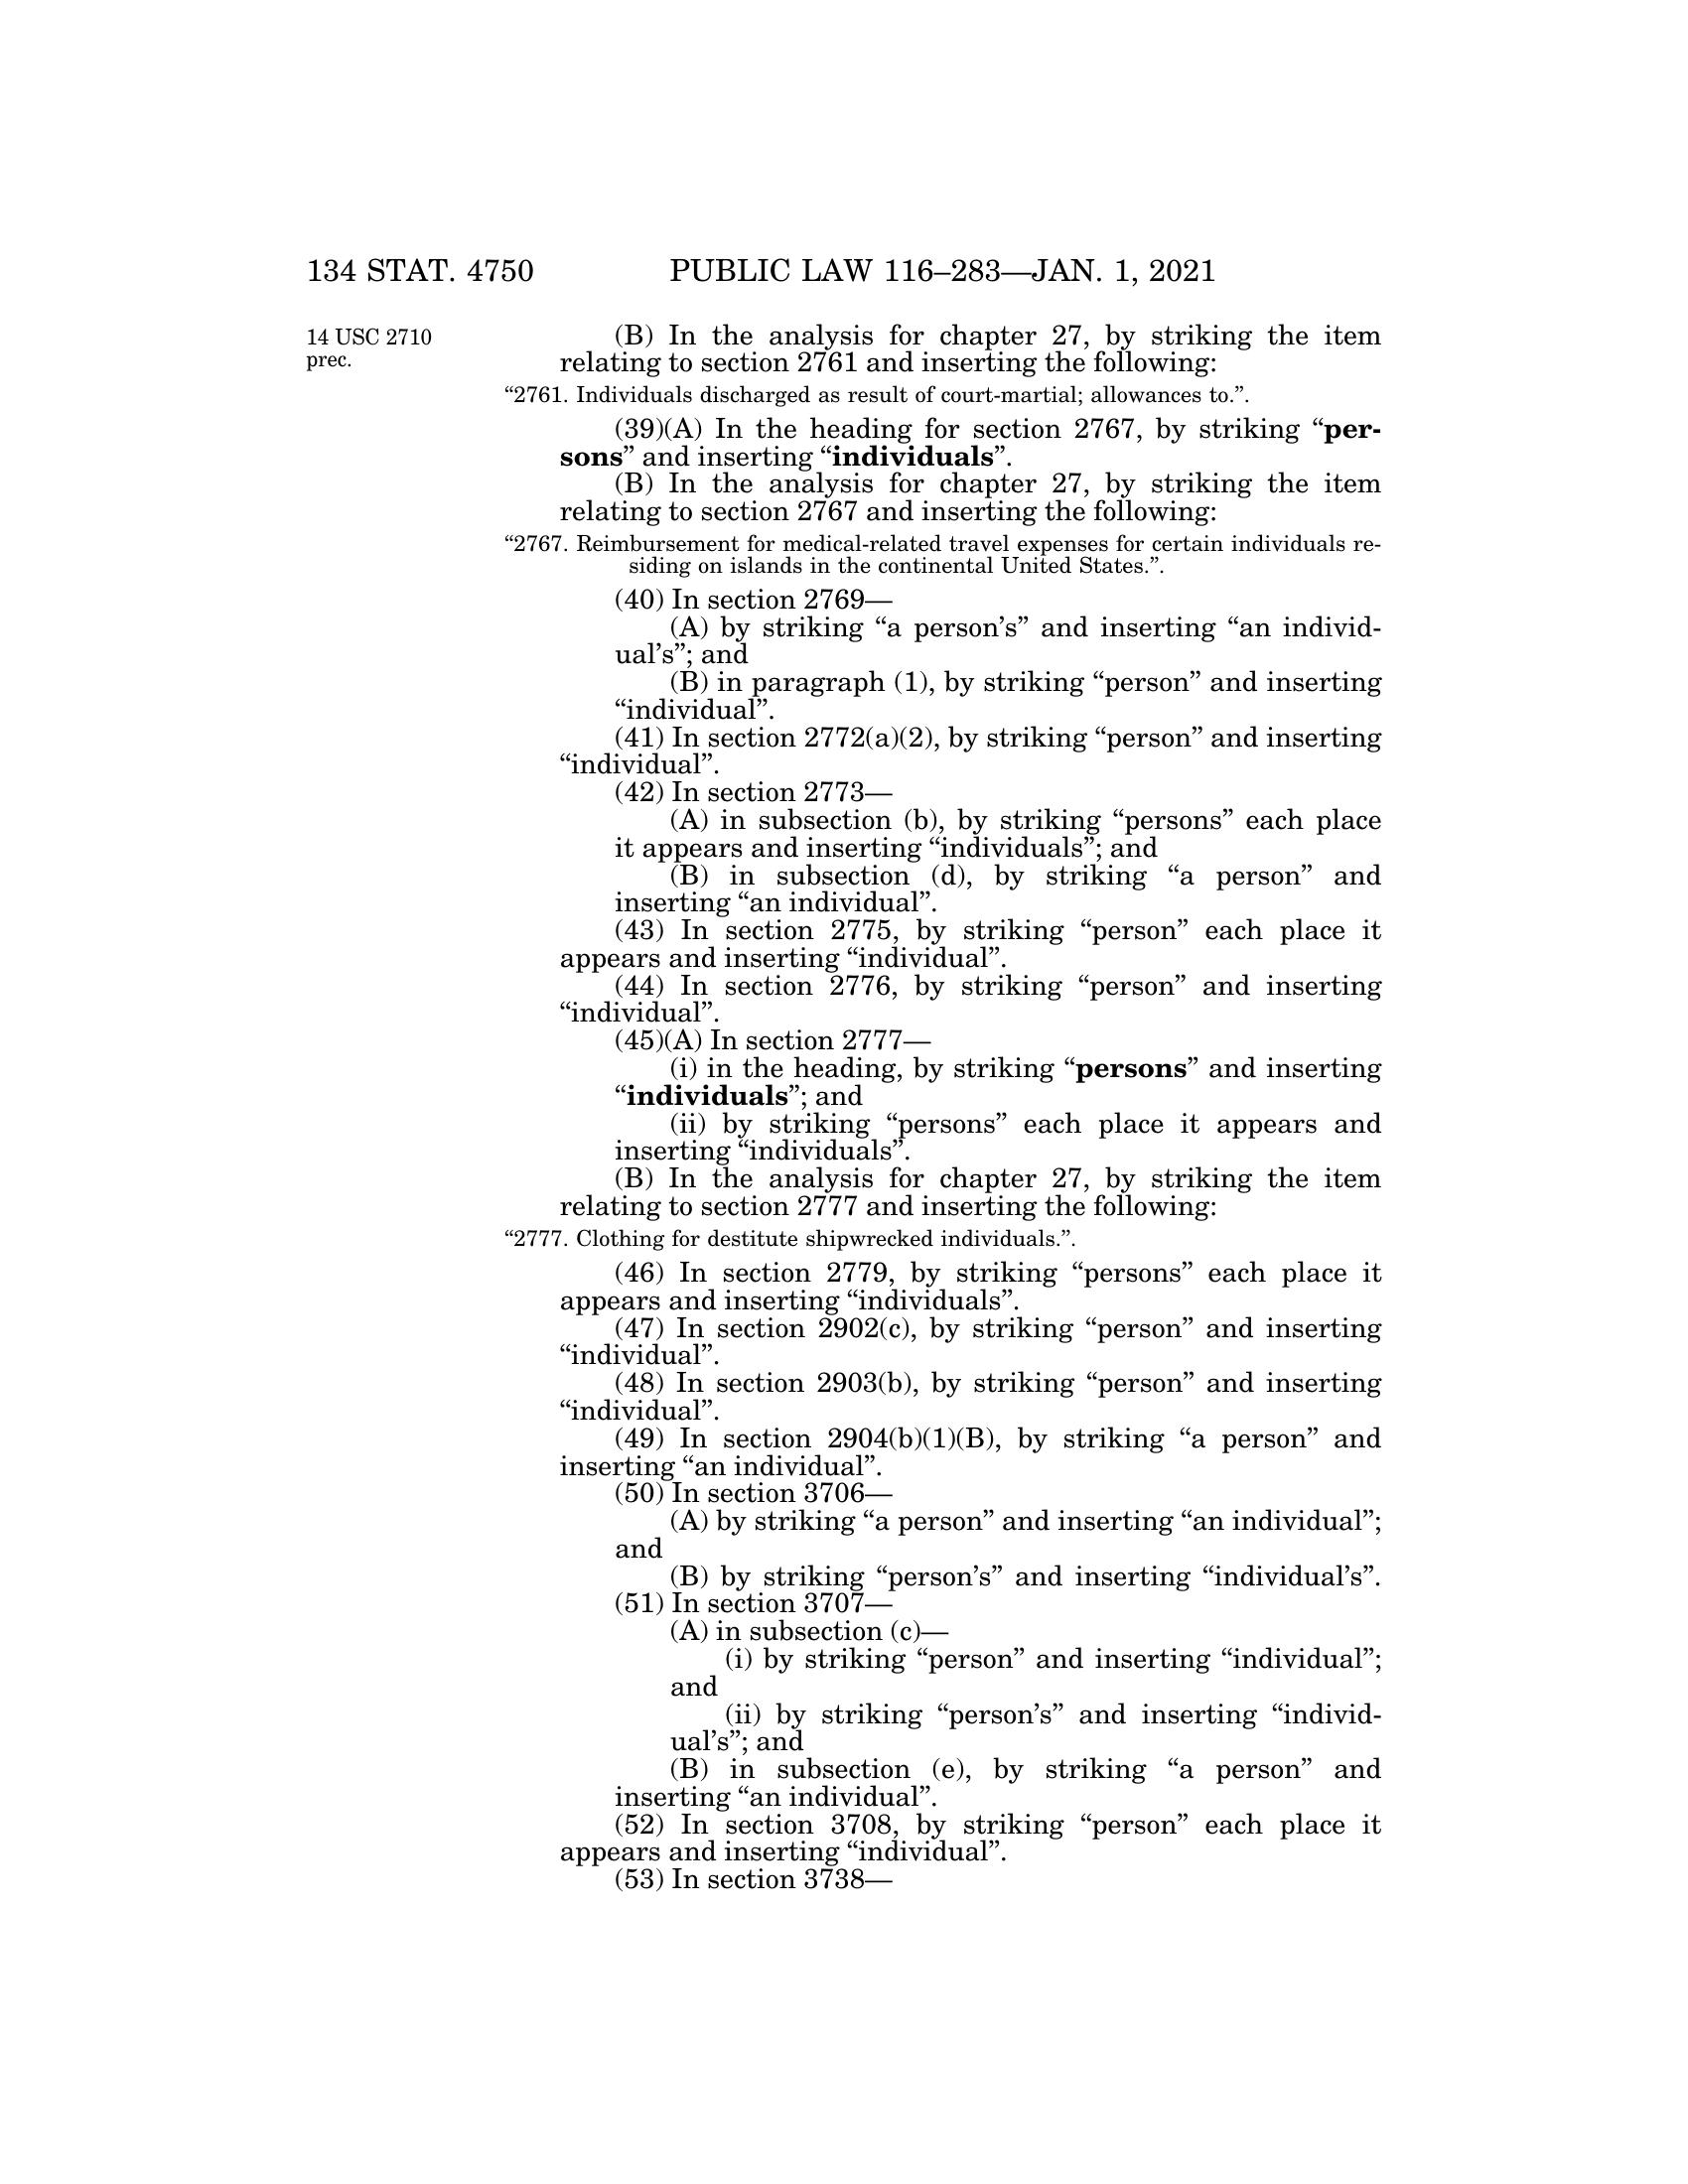 134 STAT. 4750 PUBLIC LAW 116–283—JAN. 1, 2021
14 USC 2710
prec.
(B) In the analysis for chapter 27, by striking the item
relating to section 2761 and inserting the following:
“2761. Individuals discharged as result of court-martial; allowances to.”.
(39)(A) In the heading for section 2767, by striking “per-
sons” and inserting “individuals”.
(B) In the analysis for chapter 27, by striking the item
relating to section 2767 and inserting the following:
“2767. Reimbursement for medical-related travel expenses for certain individuals re-
siding on islands in the continental United States.”.
(40) In section 2769—
(A) by striking “a person’s” and inserting “an individ-
ual’s”; and
(B) in paragraph (1), by striking “person” and inserting
“individual”.
(41) In section 2772(a)(2), by striking “person” and inserting
“individual”.
(42) In section 2773—
(A) in subsection (b), by striking “persons” each place
it appears and inserting “individuals”; and
(B) in subsection (d), by striking “a person” and
inserting “an individual”.
(43) In section 2775, by striking “person” each place it
appears and inserting “individual”.
(44) In section 2776, by striking “person” and inserting
“individual”.
(45)(A) In section 2777—
(i) in the heading, by striking “persons” and inserting
“individuals”; and
(ii) by striking “persons” each place it appears and
inserting “individuals”.
(B) In the analysis for chapter 27, by striking the item
relating to section 2777 and inserting the following:
“2777. Clothing for destitute shipwrecked individuals.”.
(46) In section 2779, by striking “persons” each place it
appears and inserting “individuals”.
(47) In section 2902(c), by striking “person” and inserting
“individual”.
(48) In section 2903(b), by striking “person” and inserting
“individual”.
(49) In section 2904(b)(1)(B), by striking “a person” and
inserting “an individual”.
(50) In section 3706—
(A) by striking “a person” and inserting “an individual”;
and
(B) by striking “person’s” and inserting “individual’s”.
(51) In section 3707—
(A) in subsection (c)—
(i) by striking “person” and inserting “individual”;
and
(ii) by striking “person’s” and inserting “individ-
ual’s”; and
(B) in subsection (e), by striking “a person” and
inserting “an individual”.
(52) In section 3708, by striking “person” each place it
appears and inserting “individual”.
(53) In section 3738—